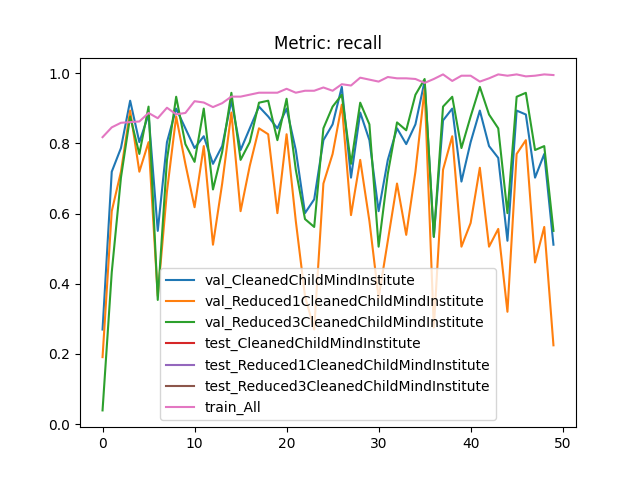 Metric: recall
1.0
0.8
0.6
0.4
0.2
0.0
val_CleanedChildMindInstitute
val_Reduced1CleanedChildMindInstitute
val_Reduced3CleanedChildMindInstitute
test_CleanedChildMindInstitute
test_Reduced1CleanedChildMindInstitute
test_Reduced3CleanedChildMindInstitute
train_All
0 10 20 30 40 50